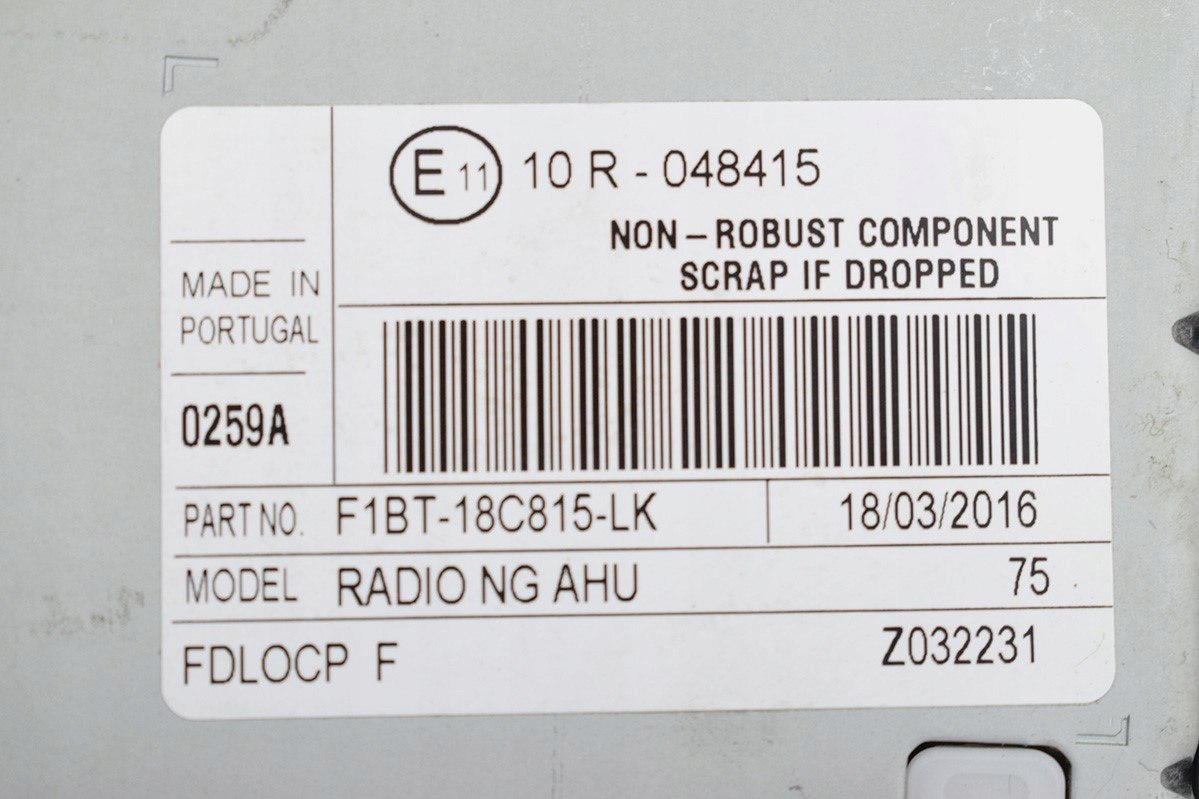 E 11 10 R - 048415
NON - ROBUST COMPONENT
SCRAP IF DROPPED
MADE IN
PORTUGAL
0259A
PART NO. F1BT-18C815-LK 18/03/2016
MODEL RADIO NG AHU 75
FDLOCP F Z032231